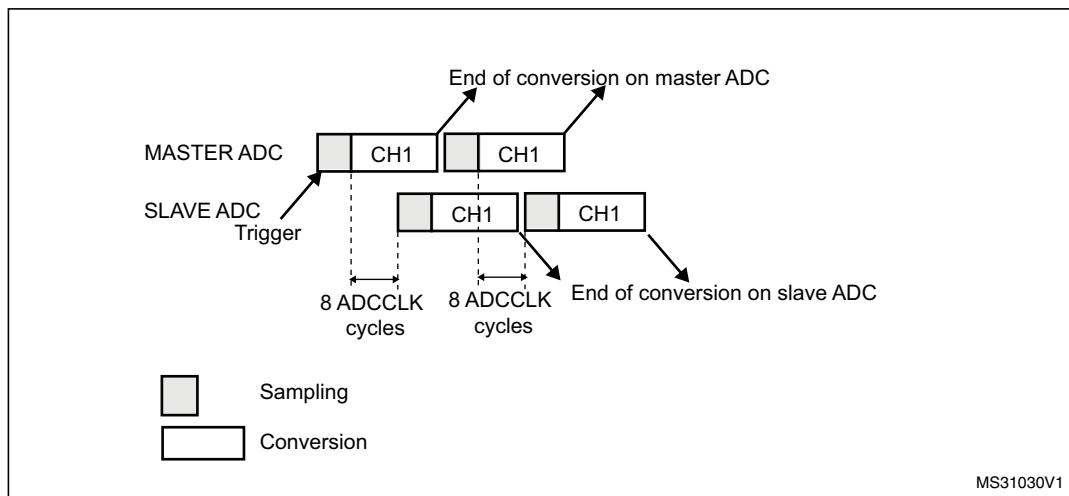 End of conversion on master ADC
MASTER ADC
CH1
CH1
SLAVE ADC
CH1
CH1
Trigger
End of conversion on slave ADC
8 ADCCLK
cycles
8 ADCCLK
cycles
Sampling
Conversion
MS31030V1